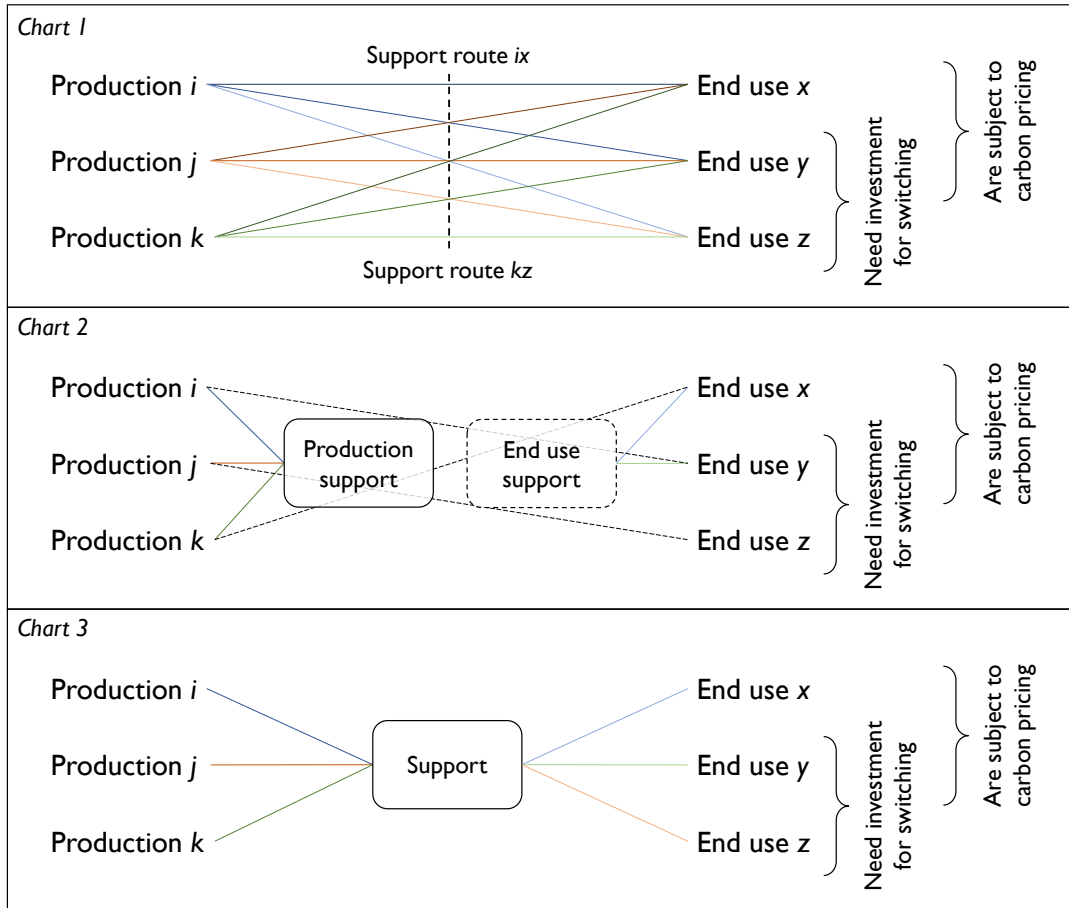 Chart 1
Support route ix
Production i
End use x
Production j
End use y
Production k
End use z
Support route kz
Need investment
for switching
Are subject to
carbon pricing
Chart 2
Production i
End use x
Production j
Production
support
End use
support
End use y
Production k
End use z
Need investment
for switching
Are subject to
carbon pricing
Chart 3
Production i
End use x
Production j
Support
End use y
Production k
End use z
Need investment
for switching
Are subject to
carbon pricing